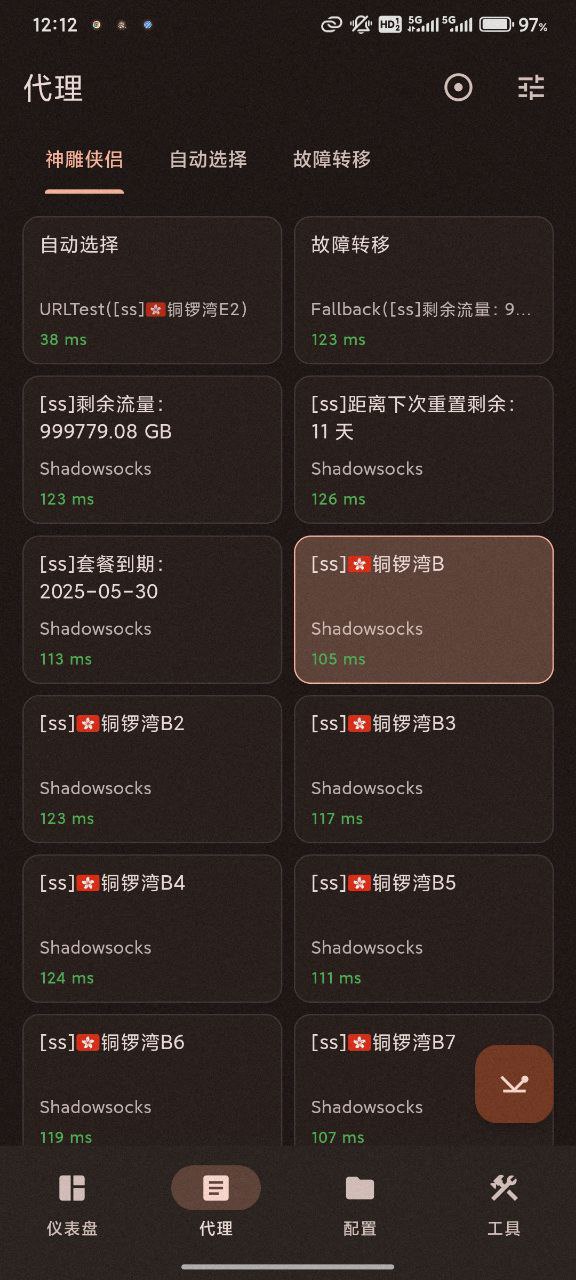 12:12
HD 5G 5G 97%
代理
神雕侠侣 自动选择 故障转移
自动选择
URLTest([ss]🇭🇰铜锣湾E2)
38 ms
故障转移
Fallback([ss]剩余流量：9...
123 ms
[ss]剩余流量：
999779.08 GB
Shadowsocks
123 ms
[ss]距离下次重置剩余：
11 天
Shadowsocks
126 ms
[ss]套餐到期：
2025-05-30
Shadowsocks
113 ms
[ss]🇭🇰铜锣湾B
Shadowsocks
105 ms
[ss]🇭🇰铜锣湾B2
Shadowsocks
123 ms
[ss]🇭🇰铜锣湾B3
Shadowsocks
117 ms
[ss]🇭🇰铜锣湾B4
Shadowsocks
124 ms
[ss]🇭🇰铜锣湾B5
Shadowsocks
111 ms
[ss]🇭🇰铜锣湾B6
Shadowsocks
119 ms
[ss]🇭🇰铜锣湾B7
Shadowsocks
107 ms
仪表盘 代理 配置 工具